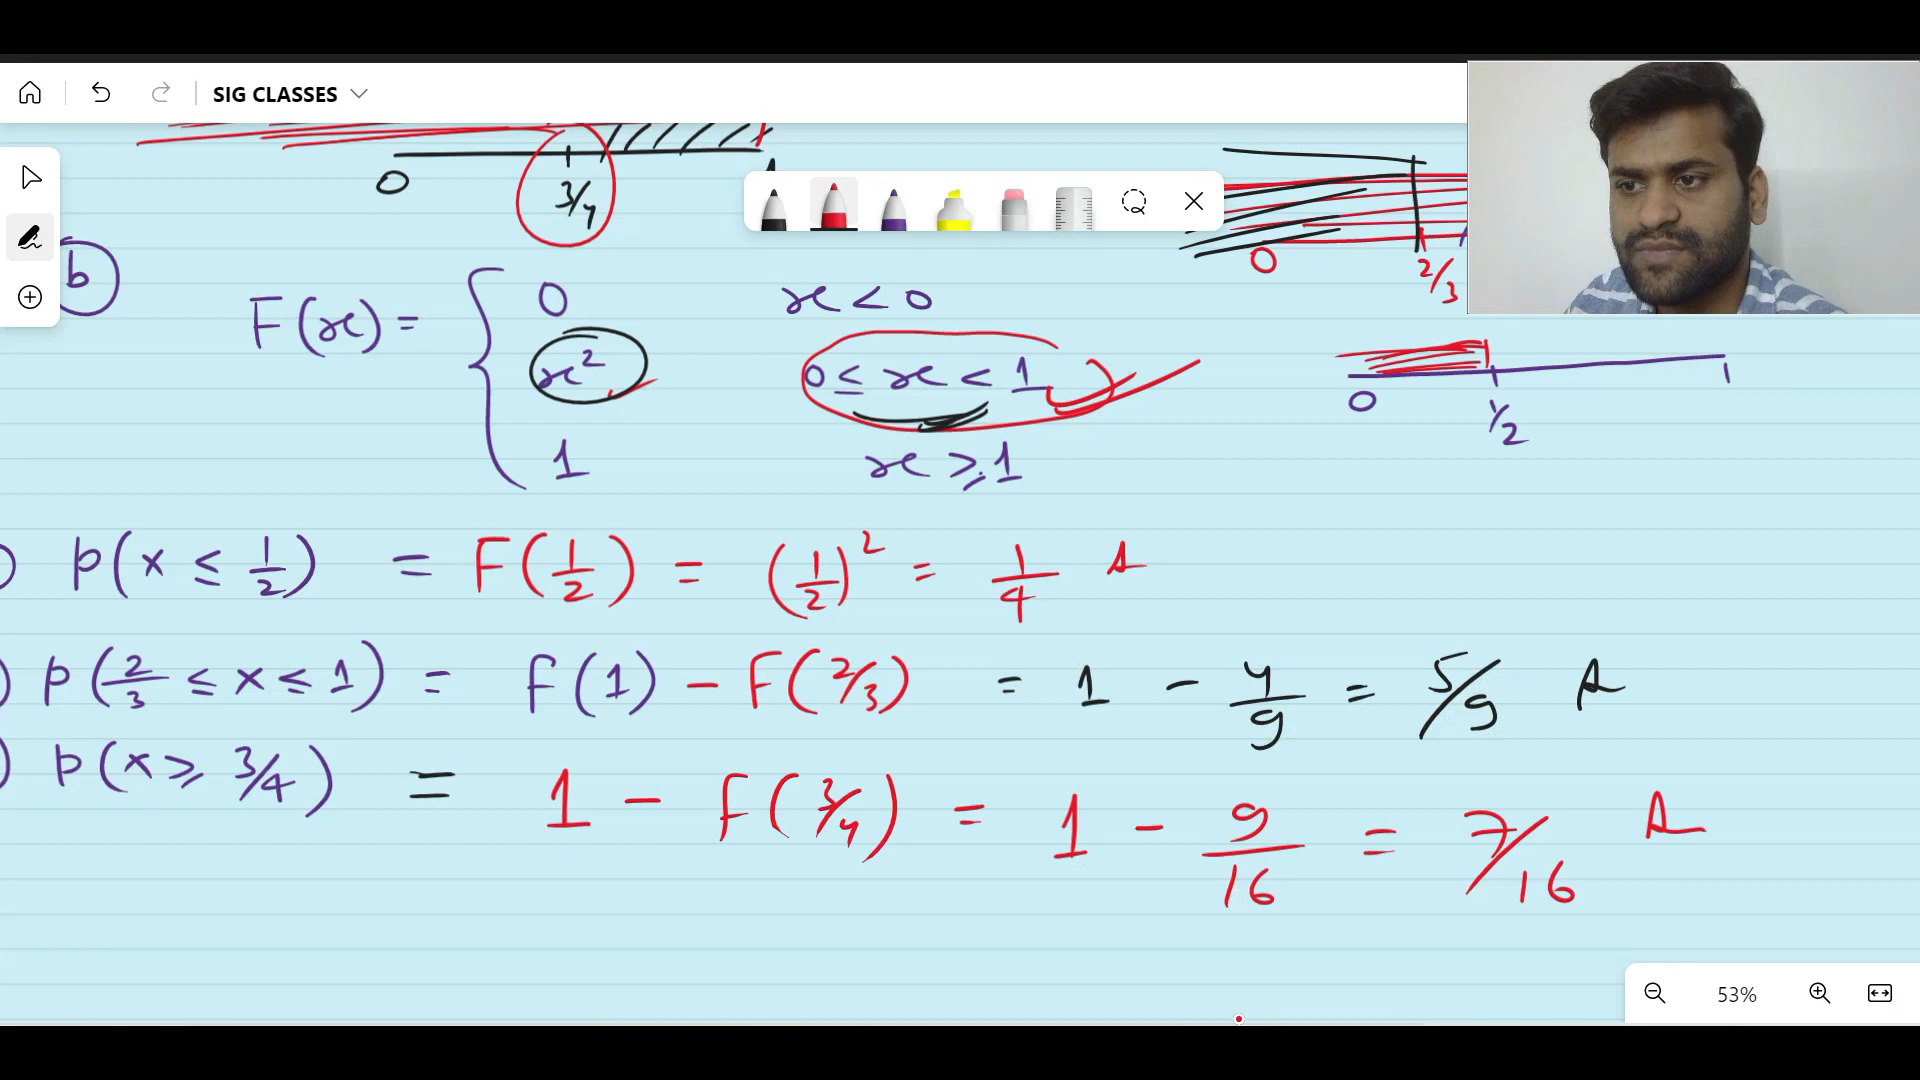 SIG CLASSES
0 3/4
0 2/3
b
F(x) = { 0 x < 0
x² 0 ≤ x < 1
1 x ≥ 1
0 1/2 1
P(x ≤ 1/2) = F(1/2) = (1/2)² = 1/4 A
P(2/3 ≤ x ≤ 1) = F(1) - F(2/3) = 1 - 4/9 = 5/9 A
P(x ≥ 3/4) = 1 - F(3/4) = 1 - 9/16 = 7/16 A
53%